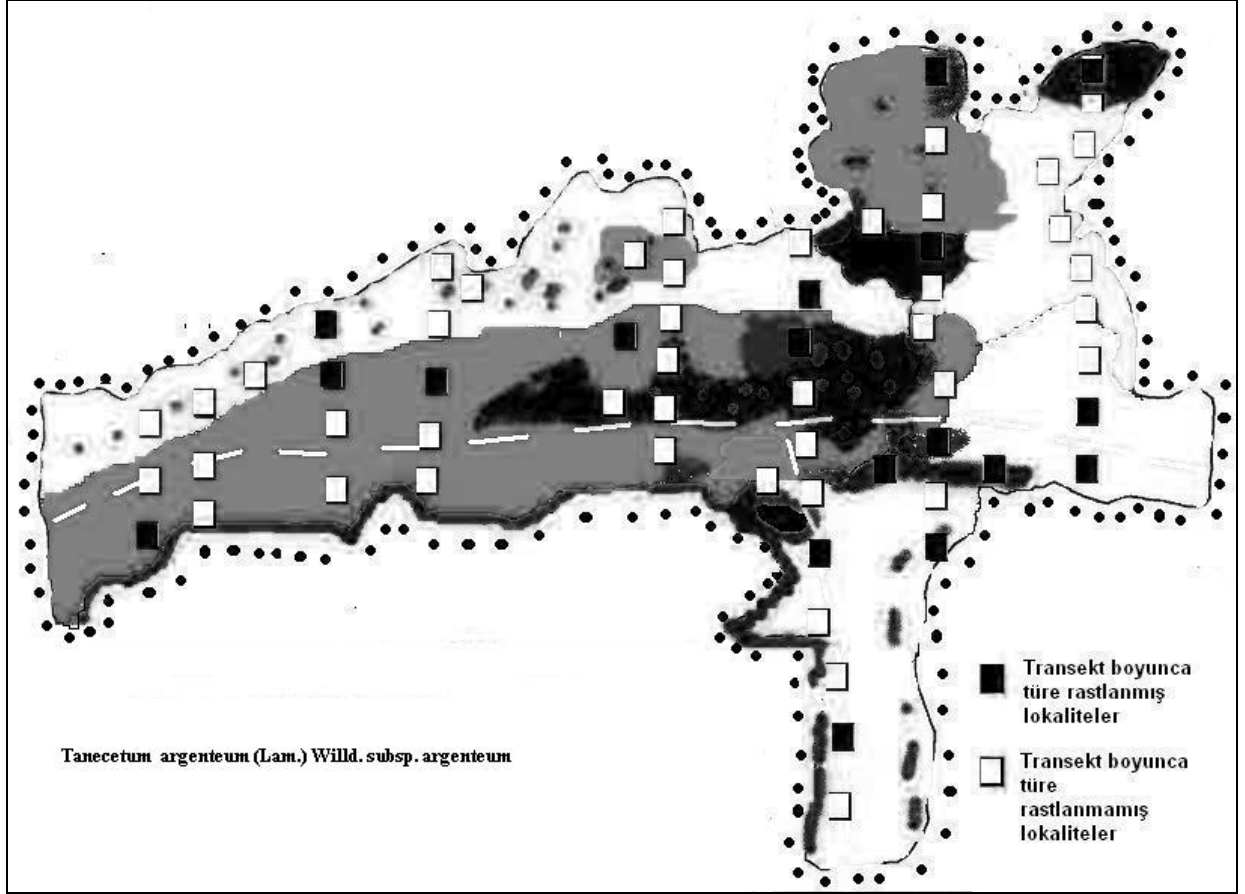 Transekt boyunca
türe rastlanmış
lokaliteler
Tanecetum argenteum (Lam.) Willd. subsp. argenteum
Transekt boyunca
türe
rastlanmamış
lokaliteler